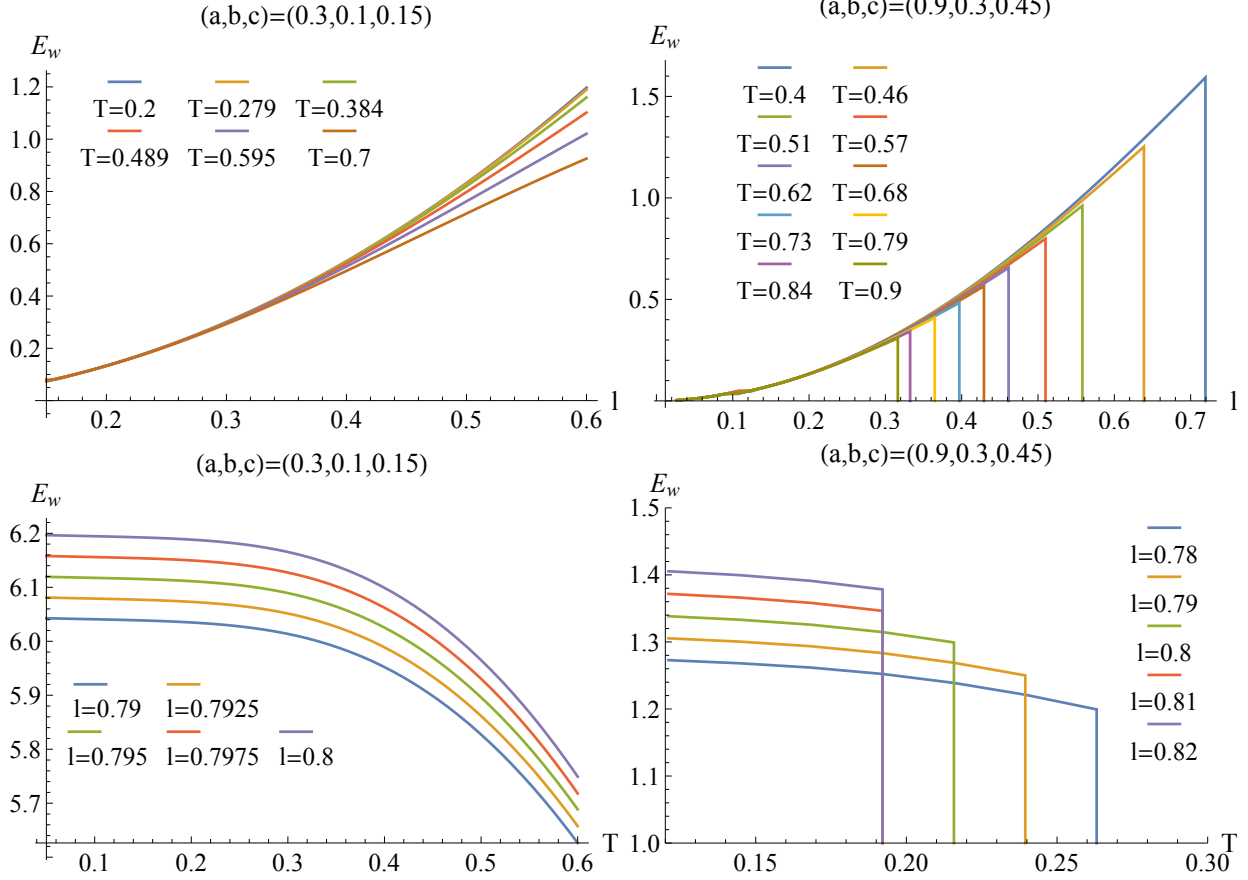 (a,b,c)=(0.3,0.1,0.15)
E_w
T=0.2 T=0.279 T=0.384
T=0.489 T=0.595 T=0.7
1.2
1.0
0.8
0.6
0.4
0.2
0.2 0.3 0.4 0.5 0.6 l
(a,b,c)=(0.9,0.3,0.45)
E_w
T=0.4 T=0.46
T=0.51 T=0.57
T=0.62 T=0.68
T=0.73 T=0.79
T=0.84 T=0.9
1.5
1.0
0.5
0.1 0.2 0.3 0.4 0.5 0.6 0.7 l
(a,b,c)=(0.3,0.1,0.15)
E_w
6.2
6.1
6.0
5.9
5.8
5.7
l=0.79 l=0.7925
l=0.795 l=0.7975 l=0.8
0.1 0.2 0.3 0.4 0.5 0.6 T
(a,b,c)=(0.9,0.3,0.45)
E_w
1.5
1.4
1.3
1.2
1.1
1.0
l=0.78
l=0.79
l=0.8
l=0.81
l=0.82
0.15 0.20 0.25 0.30 T